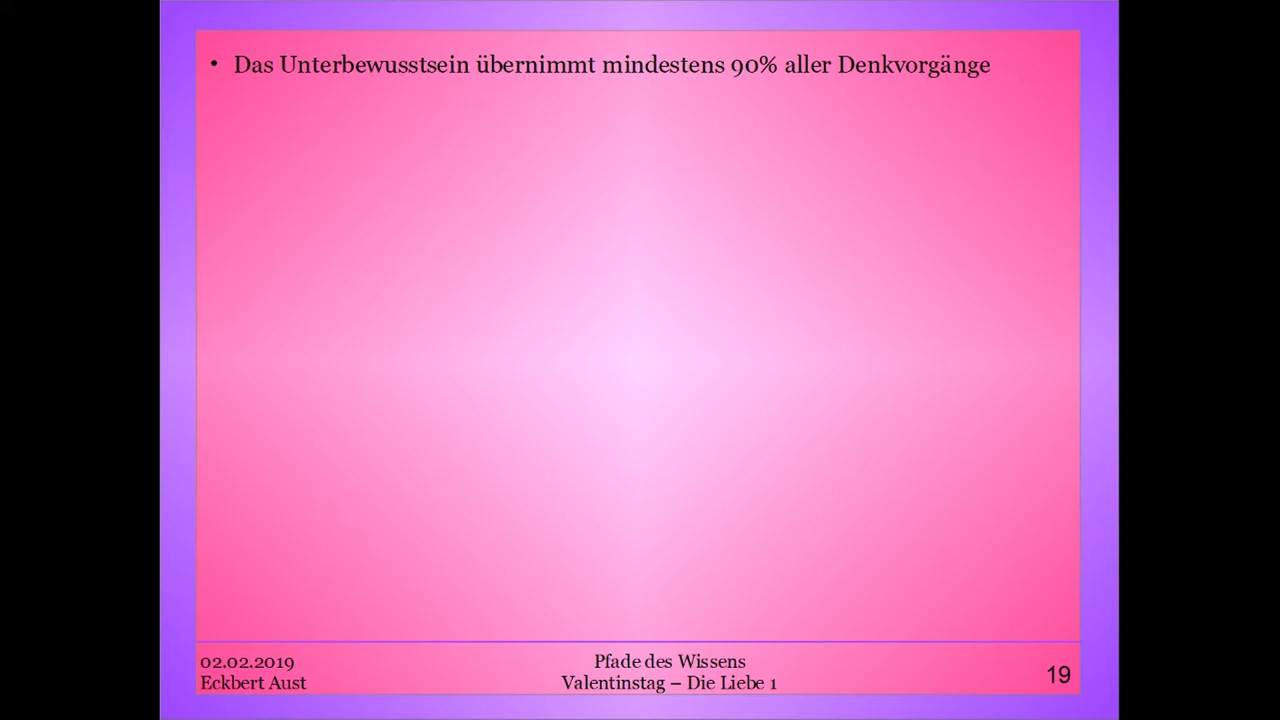 • Das Unterbewusstsein übernimmt mindestens 90% aller Denkvorgänge
02.02.2019
Eckbert Aust
Pfade des Wissens
Valentinstag – Die Liebe 1
19